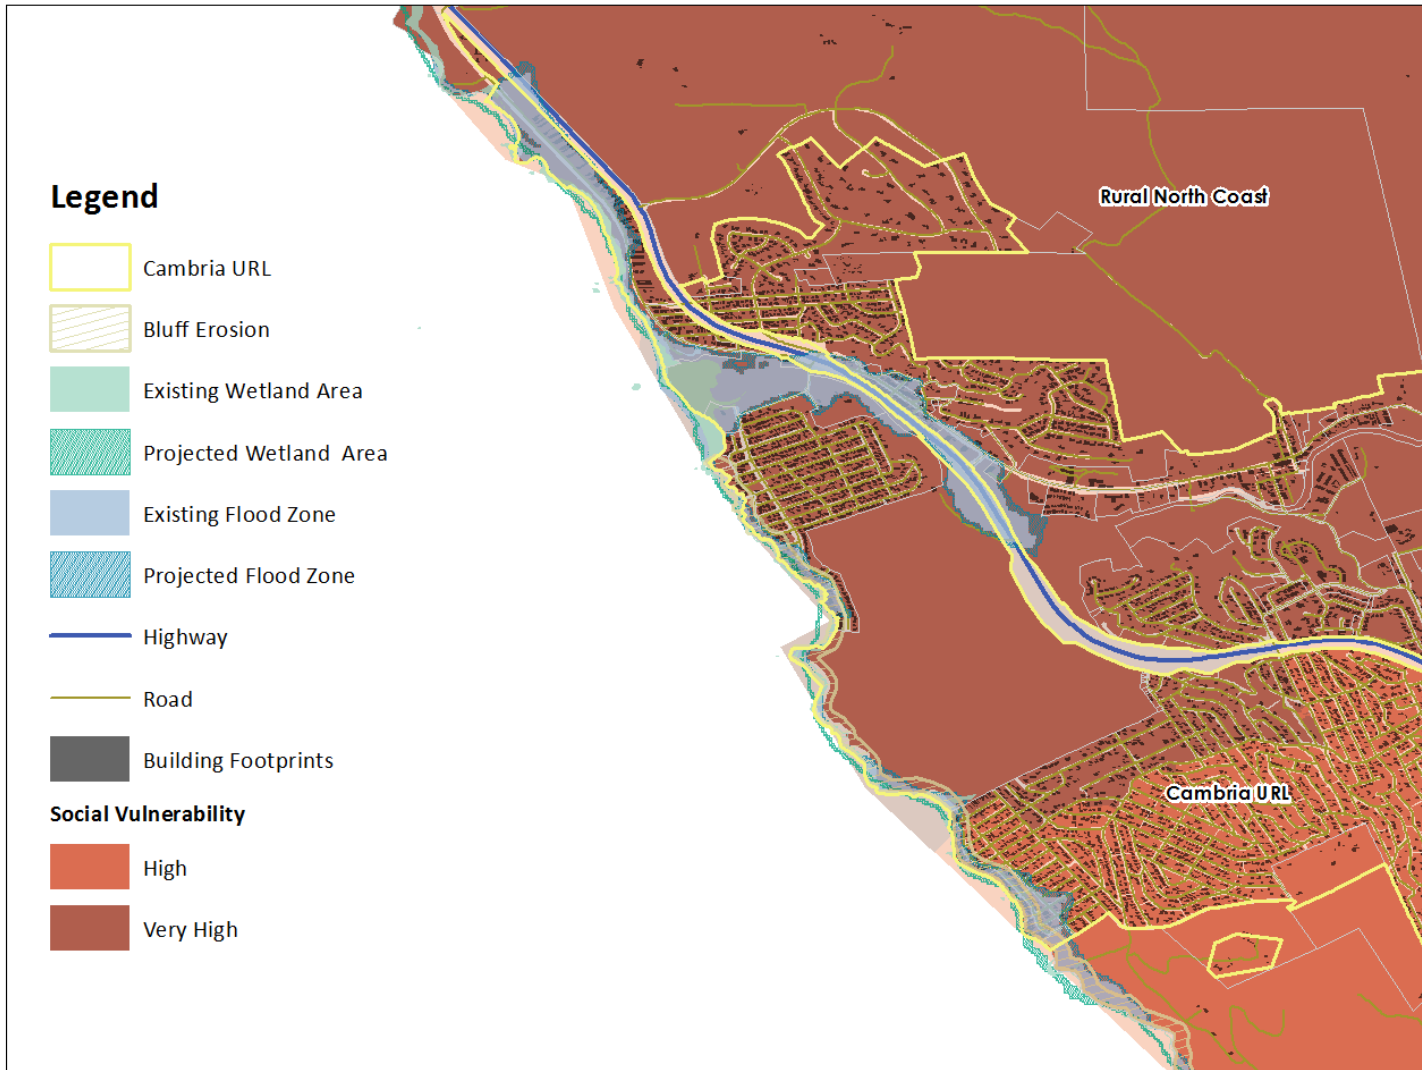 Legend
Cambria URL
Bluff Erosion
Existing Wetland Area
Projected Wetland Area
Existing Flood Zone
Projected Flood Zone
Highway
Road
Building Footprints
Social Vulnerability
High
Very High
Rural North Coast
Cambria URL